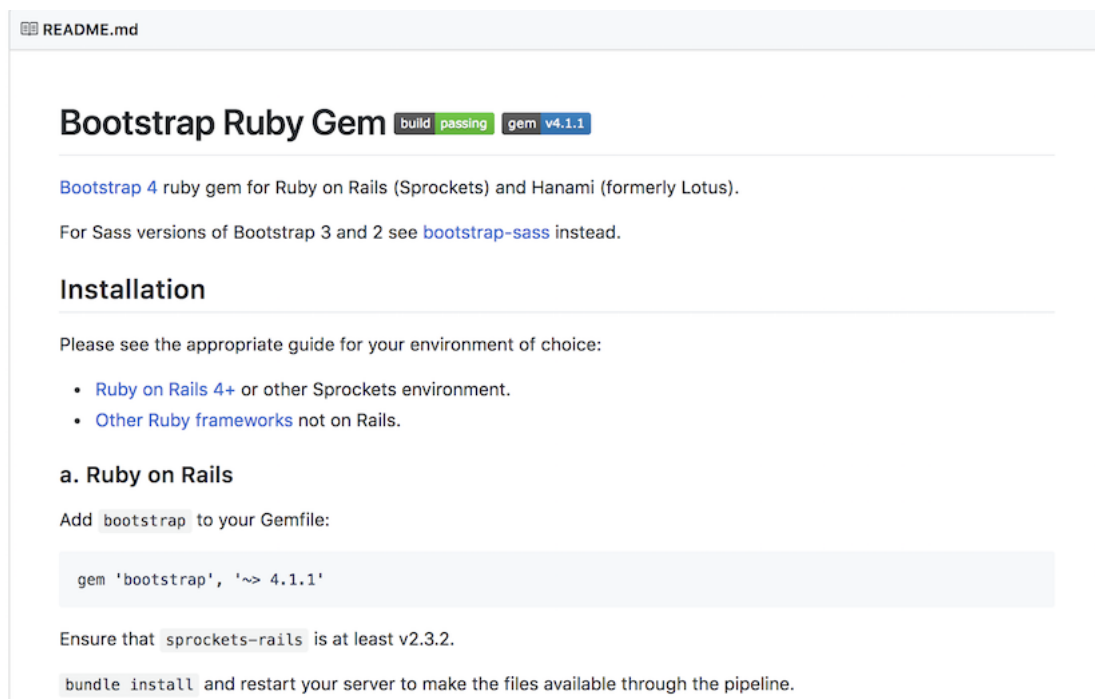 README.md
Bootstrap Ruby Gem build passing gem v4.1.1
Bootstrap 4 ruby gem for Ruby on Rails (Sprockets) and Hanami (formerly Lotus).
For Sass versions of Bootstrap 3 and 2 see bootstrap-sass instead.
Installation
Please see the appropriate guide for your environment of choice:
• Ruby on Rails 4+ or other Sprockets environment.
• Other Ruby frameworks not on Rails.
a. Ruby on Rails
Add bootstrap to your Gemfile:
gem 'bootstrap', '~> 4.1.1'
Ensure that sprockets-rails is at least v2.3.2.
bundle install and restart your server to make the files available through the pipeline.